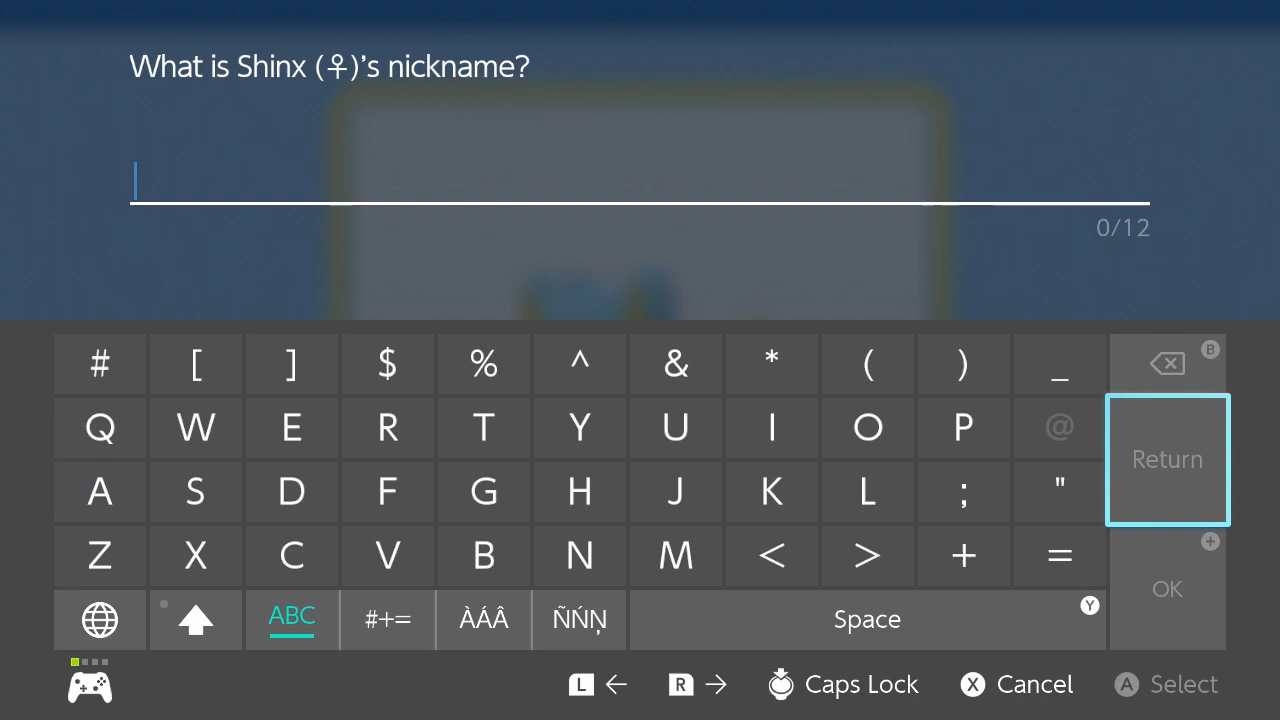 What is Shinx (♀)'s nickname?
0/12
# [ ] $ % ^ & * ( ) _ B
Q W E R T Y U I O P @ Return
A S D F G H J K L ; "
Z X C V B N M < > + = + OK
ABC #+= ÀÁÂ ÑŃŅ Space Y
L ← R → Caps Lock X Cancel A Select